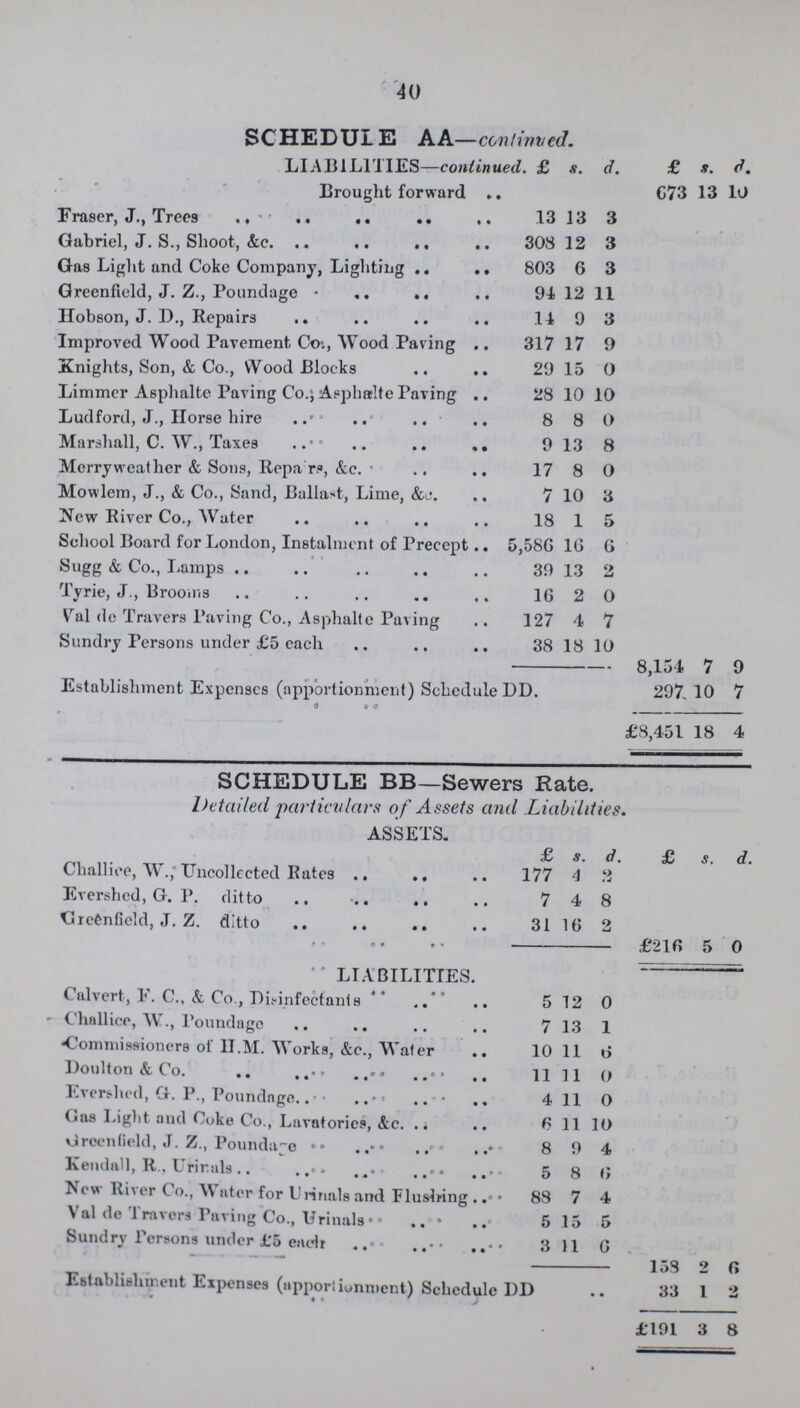 40
SCHEDULE AA—continued.
LIABILITIES—continued. £ s. d. £ s. d.
Brought forward .. 673 13 10
Fraser, J., Trees .. .. .. .. .. 13 13 3
Gabriel, J. S., Shoot, &c. .. .. .. .. 308 12 3
Gas Light and Coke Company, Lighting .. .. 803 6 3
Greenfield, J. Z., Poundage .. .. .. 94 12 11
Hobson, J. D., Repairs .. .. .. .. 14 9 3
Improved Wood Pavement Co., Wood Paving .. 317 17 9
Knights, Son, & Co., Wood Blocks .. .. 29 15 0
Limmer Asphalte Paving Co., Asphalte Paving .. 28 10 10
Ludford, J., Horse hire .. .. .. .. 8 8 0
Marshall, C. W., Taxes .. .. .. .. 9 13 8
Merryweather & Sons, Repairs, &c. .. .. 17 8 0
Mowlem, J., & Co., Sand, Ballast, Lime, &c. .. 7 10 3
New River Co., Water .. .. .. .. 18 1 5
School Board for London, Instalment of Precept .. 5,586 16 6
Sugg & Co., Lamps .. .. .. .. .. 39 13 2
Tyrie, J., Brooms .. .. .. .. .. 16 2 0
Val de Travers Paving Co., Asphalte Paving .. 127 4 7
Sundry Persons under £5 each .. .. .. 38 18 10
8,154 7 9
Establishment Expenses (apportionment) Schedule DD. 297 10 7
£8,451 18 4
SCHEDULE BB—Sewers Rate.
Detailed particulars of Assets and Liabilities.
ASSETS.
£ s. d. £ s. d.
Challice, W., Uncollected Rates .. .. .. 177 4 2
Evershed, G. P. ditto .. .. .. .. 7 4 8
Greenfield, J. Z. ditto .. .. .. .. 31 16 2
£216 5 0
LIABILITIES.
Calvert, F. C., & Co., Disinfectants .. .. 5 12 0
Challice, W., Poundage .. .. .. .. 7 13 1
Commissioners of H.M. Works, &c., Water .. 10 11 6
Doulton & Co. .. .. .. .. .. 11 11 0
Evershed, G. P., Poundage.. .. .. .. 4 11 0
Gas Light and Coke Co., Lavatories, &c. .. .. 6 11 10
Greenfield, J. Z., Poundage .. .. .. 8 9 4
Kendall, R., Urinals .. .. .. .. .. 5 8 6
New River Co., Water for Urinals and Flushing .. 88 7 4
Val de Travers Paving Co., Urinals .. .. 5 15 5
Sundry Persons under £5 each .. .. .. 3 11 6
158 2 6
Establishment Expenses (apportionment) Schedule DD .. 33 1 2
£191 3 8